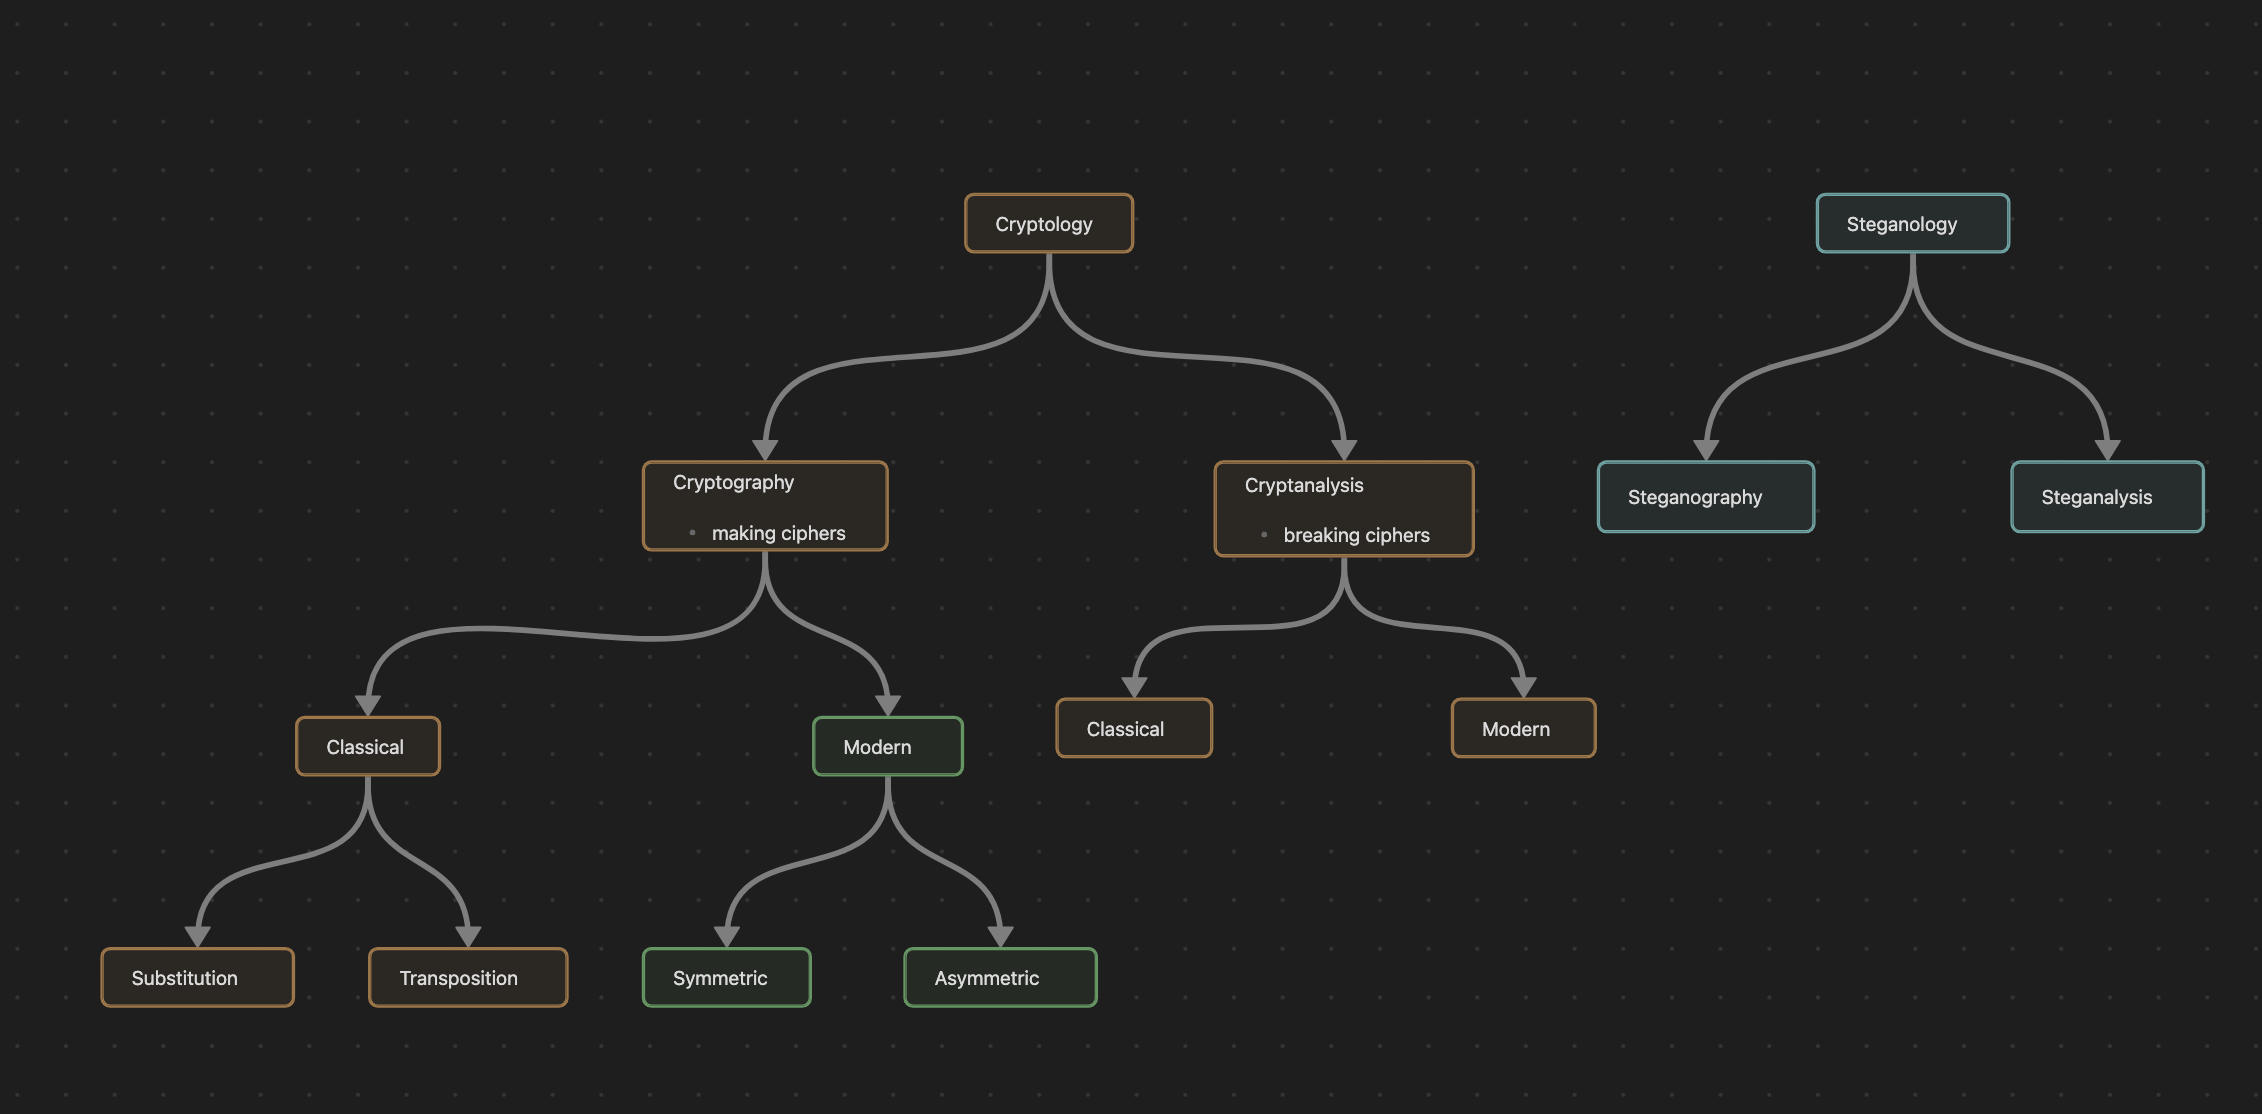 Cryptology
Steganology
Cryptography
• making ciphers
Cryptanalysis
• breaking ciphers
Steganography
Steganalysis
Classical
Modern
Classical
Modern
Substitution
Transposition
Symmetric
Asymmetric